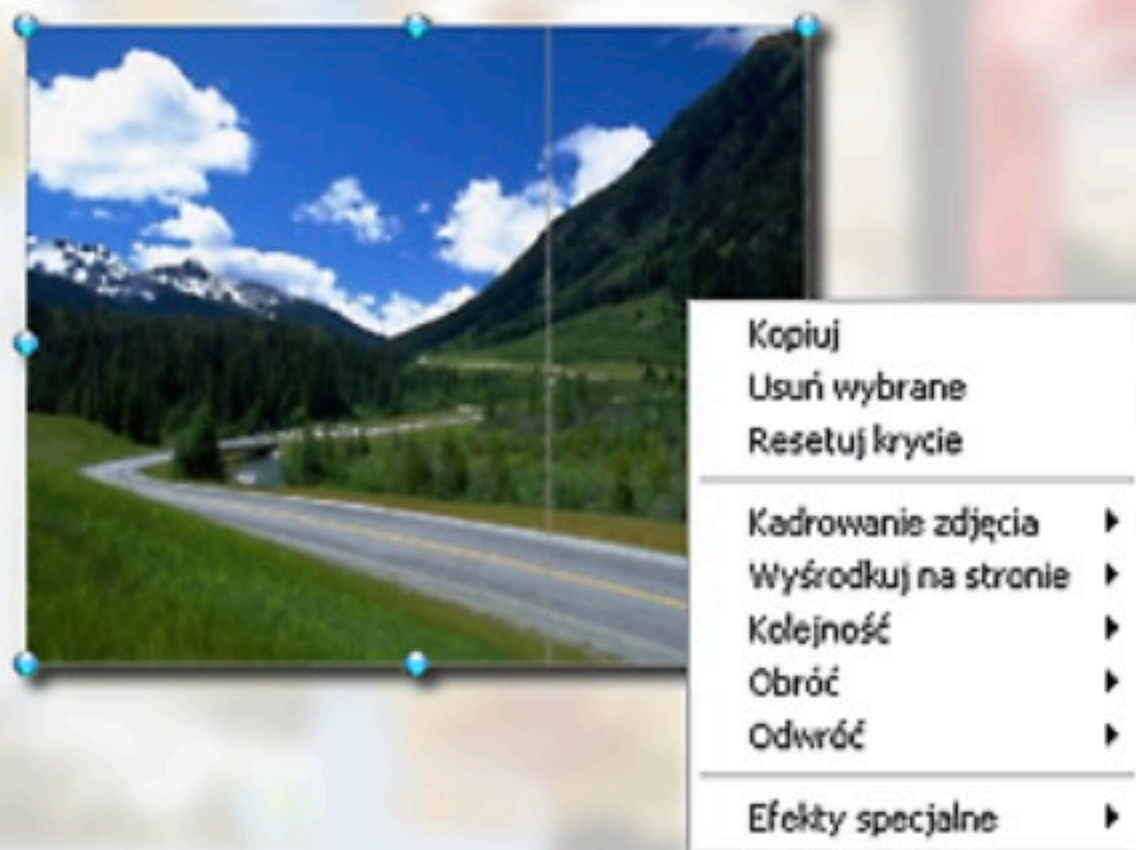 Kopiuj
Usuń wybrane
Resetuj krycie
Kadrowanie zdjęcia
Wyśrodkuj na stronie
Kolejność
Obróć
Odwróć
Efekty specjalne